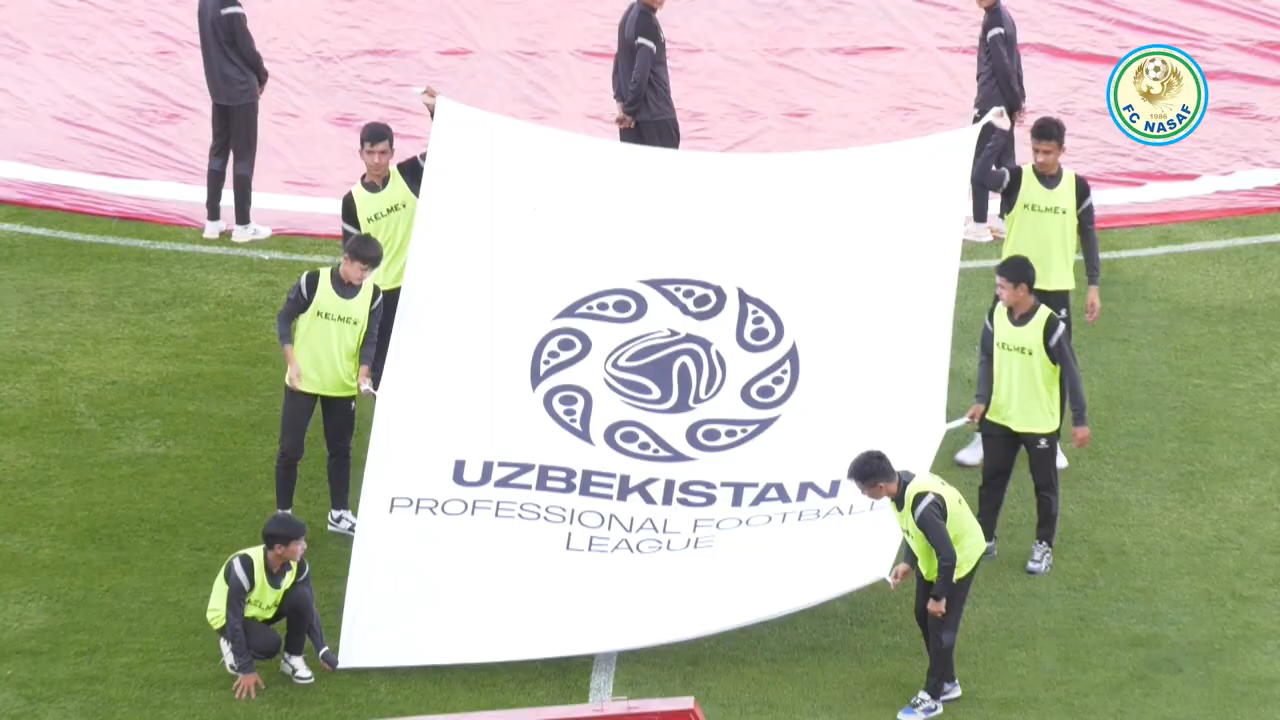 1986
FC NASAF
KELME
KELME
KELME
KELME
KELME
UZBEKISTAN
PROFESSIONAL FOOTBALL
LEAGUE